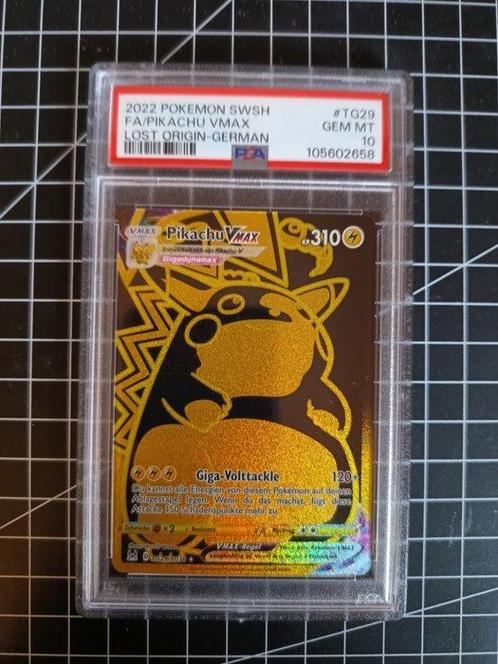 2022 POKEMON SWSH #TG29
FA/PIKACHU VMAX GEM MT
LOST ORIGIN-GERMAN 10
PSA 105602658
VMAX Pikachu VMAX 310
Entwickelt sich aus Pikachu-V
Gigadynamax
Giga-Volttackle 120+
Du kannst alle Energien von diesem Pokémon auf deinen
Ablagestapel legen. Wenn du das machst, fügt diese
Attacke 150 Schadenspunkte mehr zu.
×2 Resistenz
VMAX-Regel